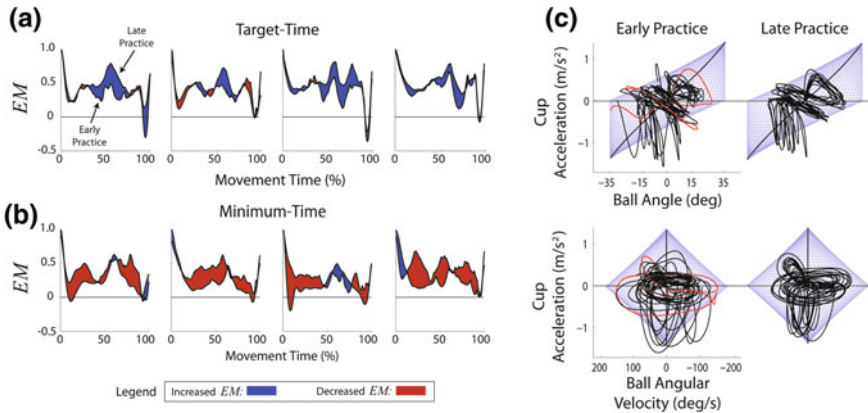 (a)
Target-Time
Late
Practice
Early
Practice
EM
1.0
0.5
0
-0.5
0 50 100
0 50 100
0 50 100
0 50 100
Movement Time (%)
(b)
Minimum-Time
EM
1.0
0.5
0
-0.5
0 50 100
0 50 100
0 50 100
0 50 100
Movement Time (%)
Legend Increased EM: Decreased EM:
(c)
Early Practice
Late Practice
Cup
Acceleration (m/s²)
1
0
-1
-35 -15 0 15 35
Ball Angle (deg)
Cup
Acceleration (m/s²)
1
0
-1
200 100 0 -100 -200
Ball Angular
Velocity (deg/s)